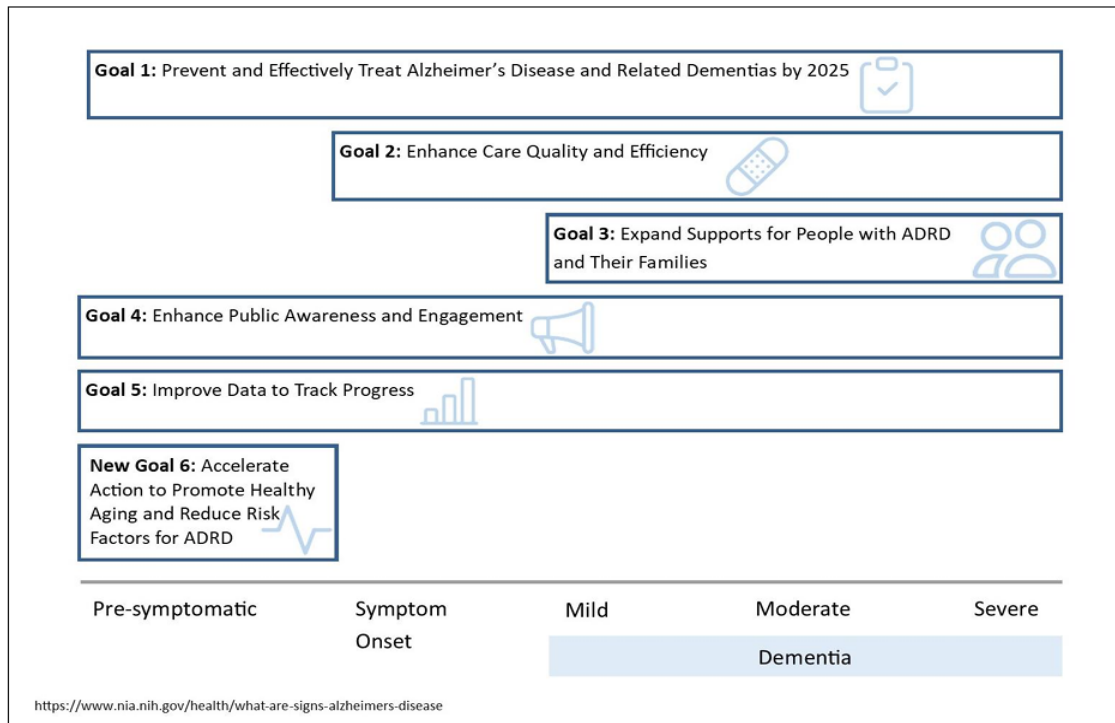 Goal 1: Prevent and Effectively Treat Alzheimer’s Disease and Related Dementias by 2025
Goal 2: Enhance Care Quality and Efficiency
Goal 3: Expand Supports for People with ADRD
and Their Families
Goal 4: Enhance Public Awareness and Engagement
Goal 5: Improve Data to Track Progress
New Goal 6: Accelerate
Action to Promote Healthy
Aging and Reduce Risk
Factors for ADRD
Pre-symptomatic
Symptom
Onset
Mild
Moderate
Severe
Dementia
https://www.nia.nih.gov/health/what-are-signs-alzheimers-disease